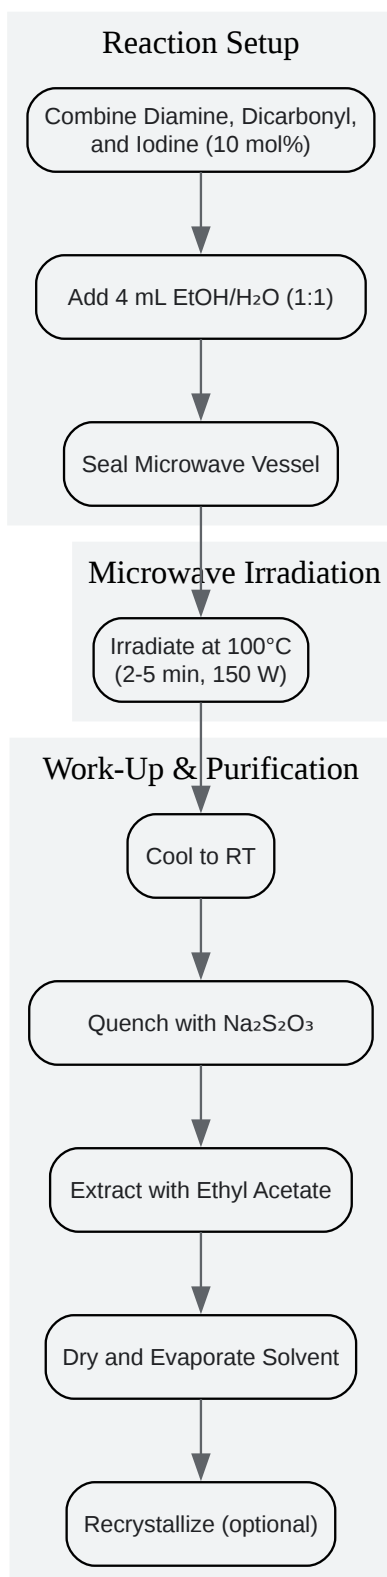 Reaction Setup
Combine Diamine, Dicarbonyl,
and Iodine (10 mol%)
Add 4 mL EtOH/H₂O (1:1)
Seal Microwave Vessel
Microwave Irradiation
Irradiate at 100°C
(2-5 min, 150 W)
Work-Up & Purification
Cool to RT
Quench with Na₂S₂O₃
Extract with Ethyl Acetate
Dry and Evaporate Solvent
Recrystallize (optional)